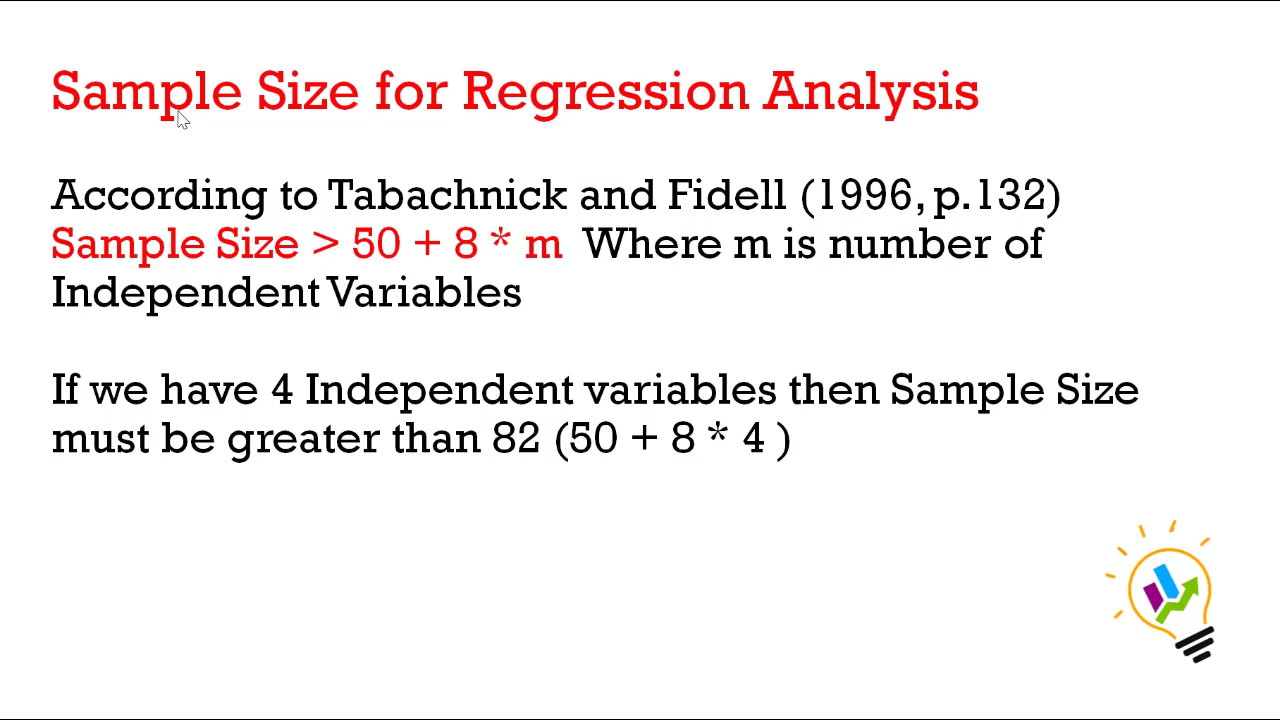 Sample Size for Regression Analysis
According to Tabachnick and Fidell (1996, p.132)
Sample Size > 50 + 8 * m Where m is number of
Independent Variables
If we have 4 Independent variables then Sample Size
must be greater than 82 (50 + 8 * 4 )